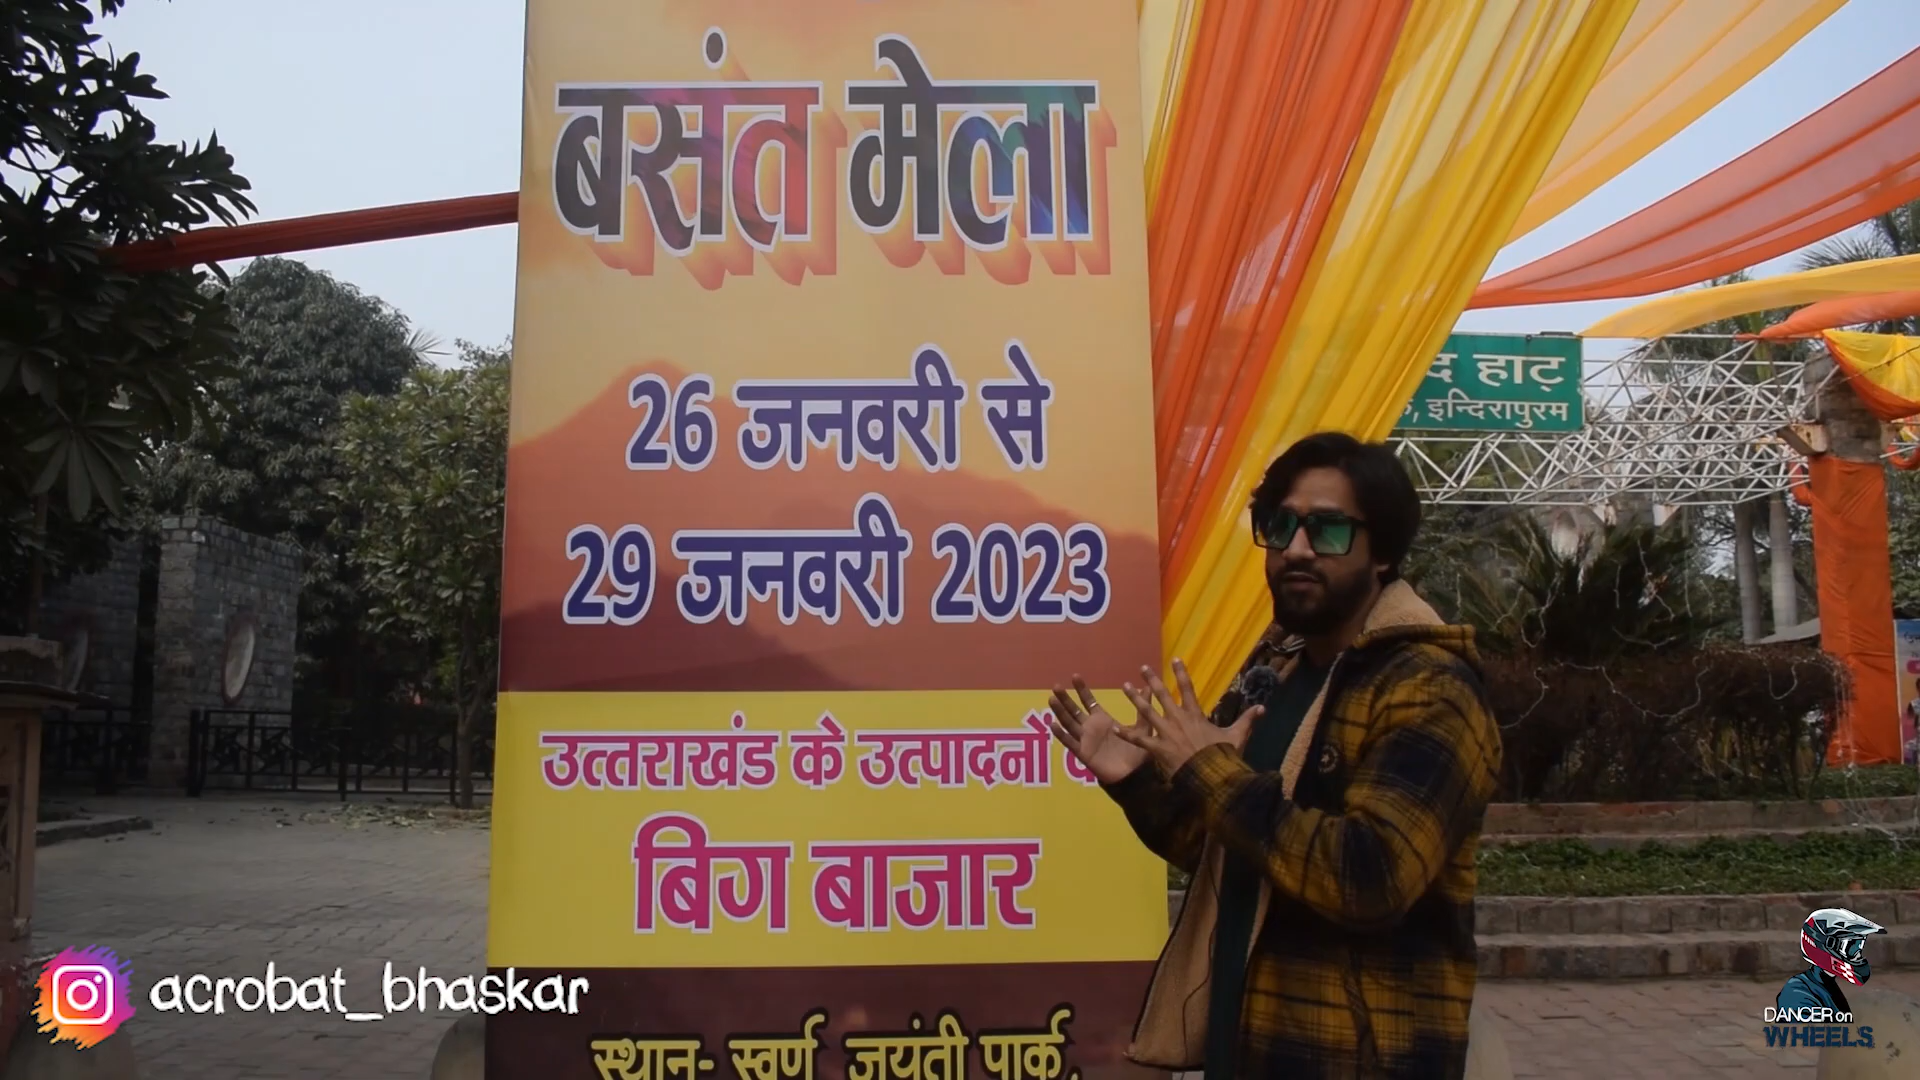 बसंत मेला
26 जनवरी से
29 जनवरी 2023
उत्तराखंड के उत्पादनों
बिग बाजार
स्थान- स्वर्ण जयंती पार्क,
हाट
इन्दिरापुरम
acrobat_bhaskar
DANCER on
WHEELS